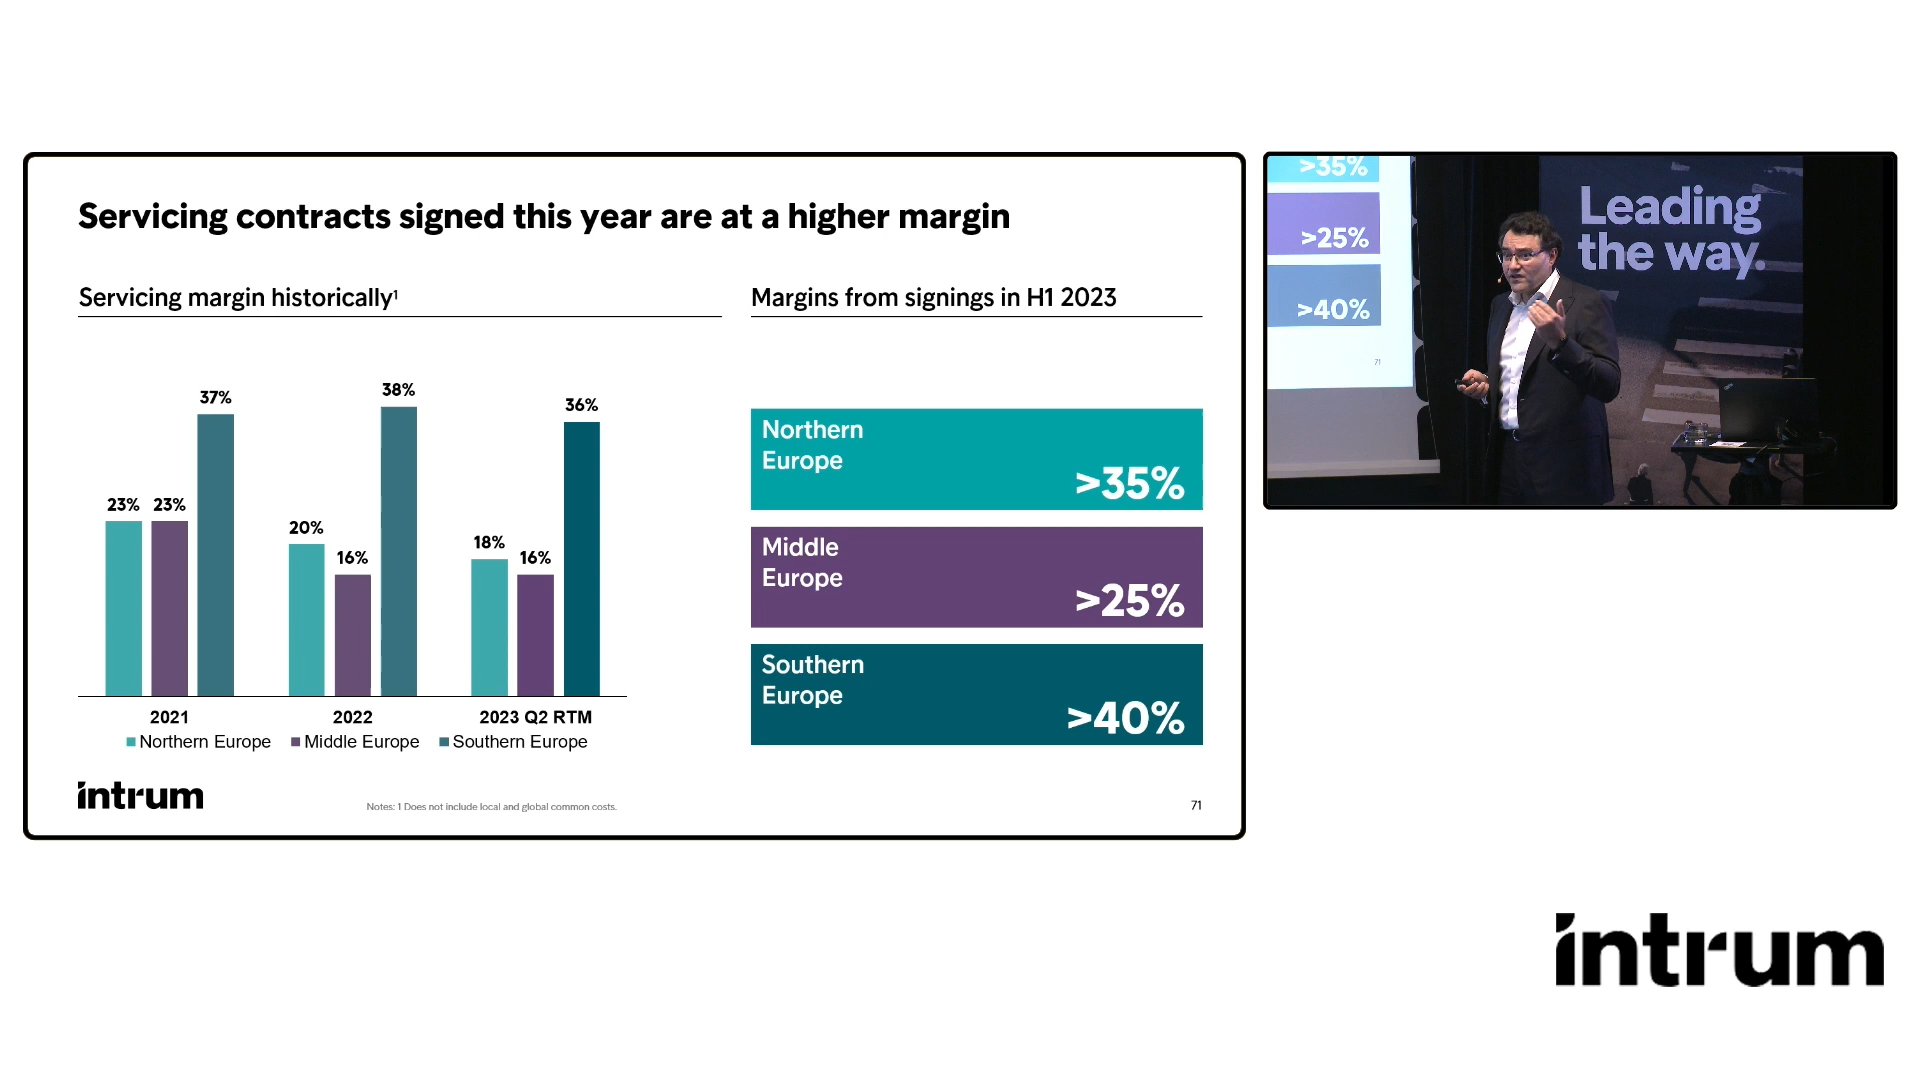 Servicing contracts signed this year are at a higher margin
Servicing margin historically¹
37%
38%
36%
23% 23%
20%
16%
18%
16%
2021 2022 2023 Q2 RTM
Northern Europe Middle Europe Southern Europe
Margins from signings in H1 2023
Northern
Europe
>35%
Middle
Europe
>25%
Southern
Europe
>40%
intrum
Notes: 1 Does not include local and global common costs.
71
>35%
>25%
>40%
71
Leading
the way.
intrum